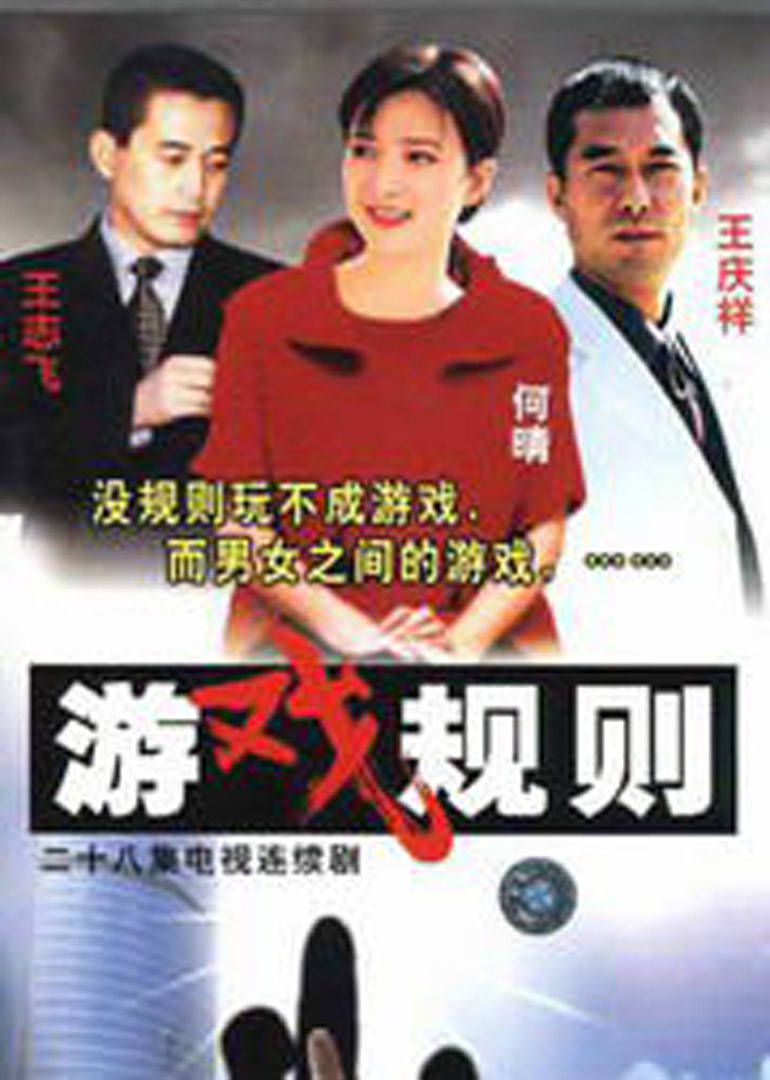 王志飞
王庆祥
何晴
没规则玩不成游戏.
而男女之间的游戏. ……
游戏规则
二十八集电视连续剧